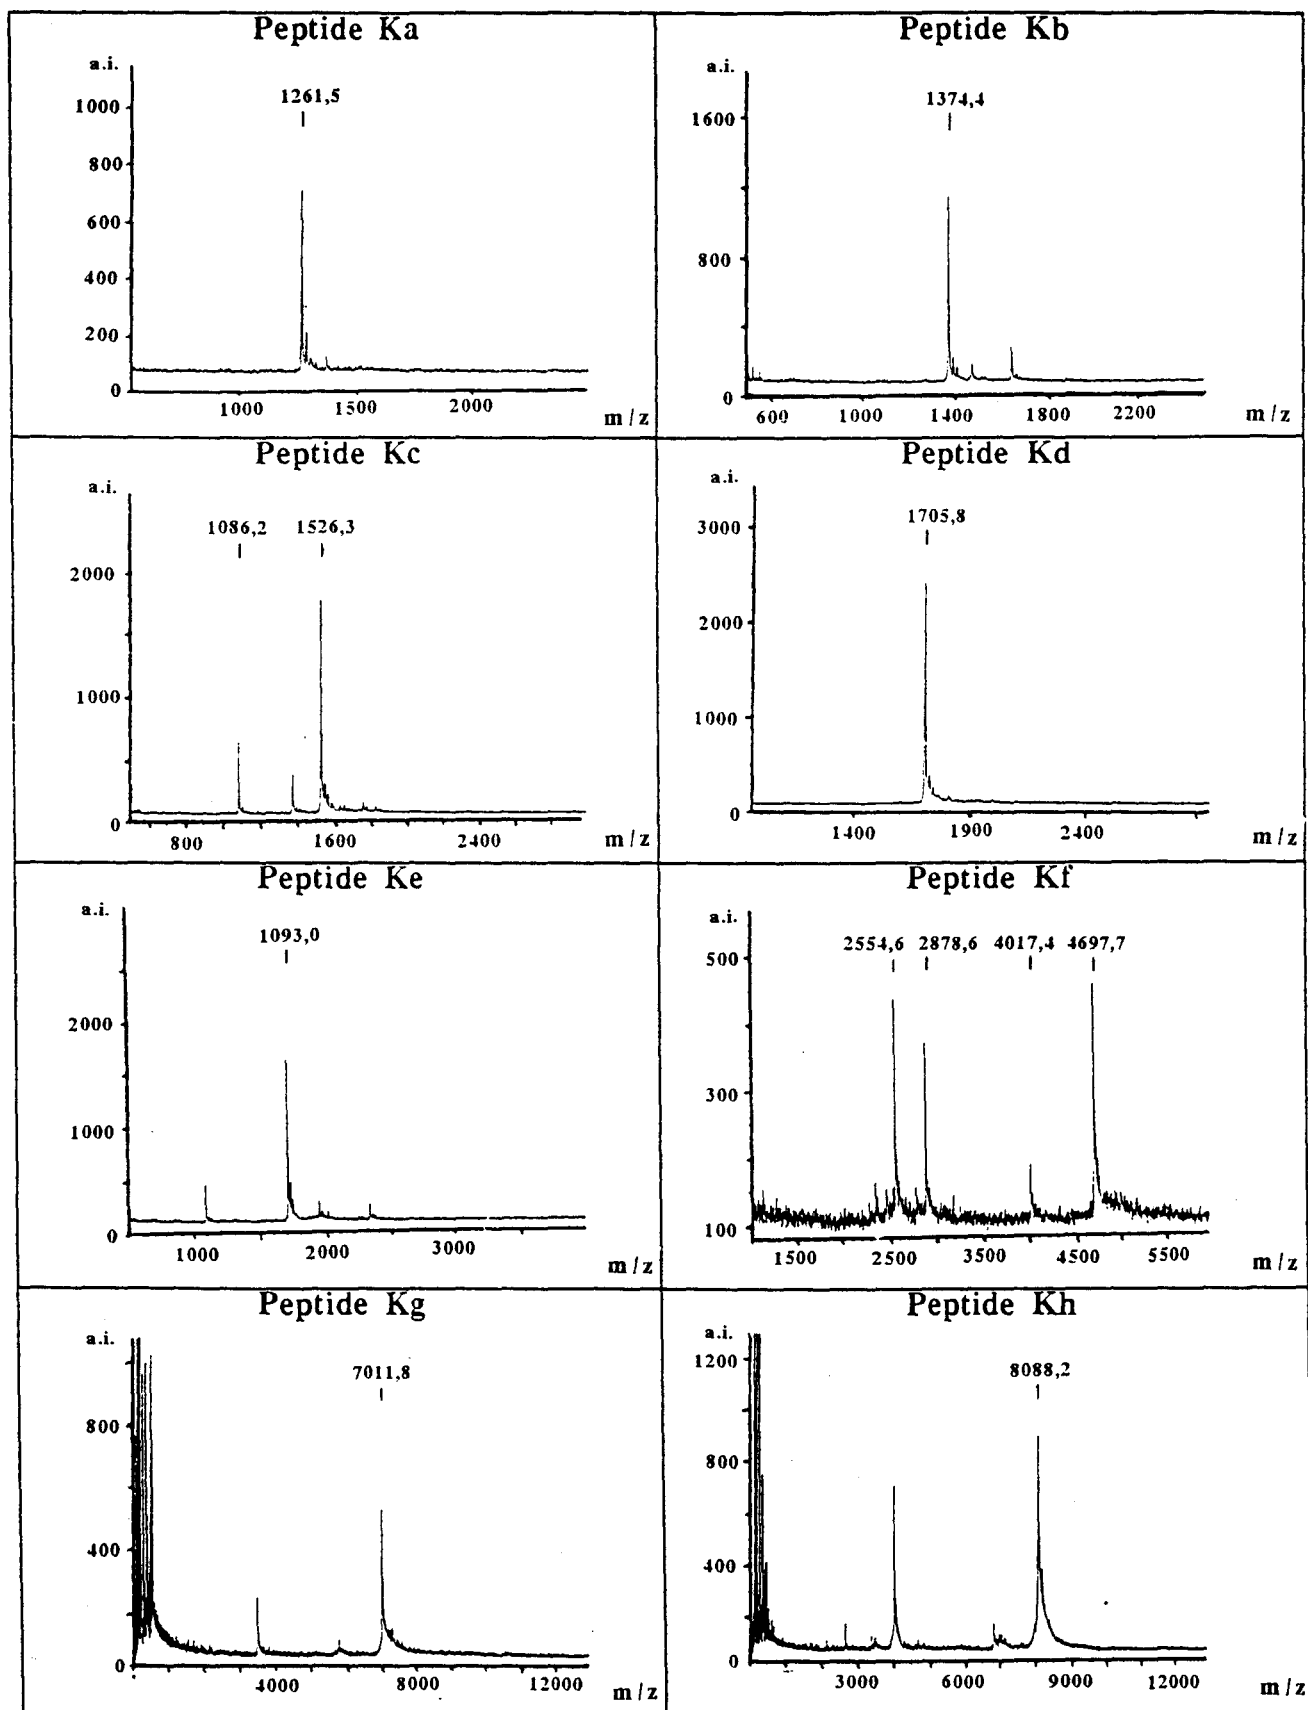 Peptide Ka
a.i.
1261,5
1000
800
600
400
200
0
1000 1500 2000
m / z
Peptide Kb
a.i.
1374,4
1600
800
0
600 1000 1400 1800 2200
m / z
Peptide Kc
a.i.
1086,2 1526,3
2000
1000
0
800 1600 2400
m / z
Peptide Kd
a.i.
1705,8
3000
2000
1000
0
1400 1900 2400
m / z
Peptide Ke
a.i.
1093,0
2000
1000
0
1000 2000 3000
m / z
Peptide Kf
a.i.
2554,6 2878,6 4017,4 4697,7
500
300
100
1500 2500 3500 4500 5500
m / z
Peptide Kg
a.i.
7011,8
800
400
0
4000 8000 12000
m / z
Peptide Kh
a.i.
8088,2
1200
800
400
0
3000 6000 9000 12000
m / z